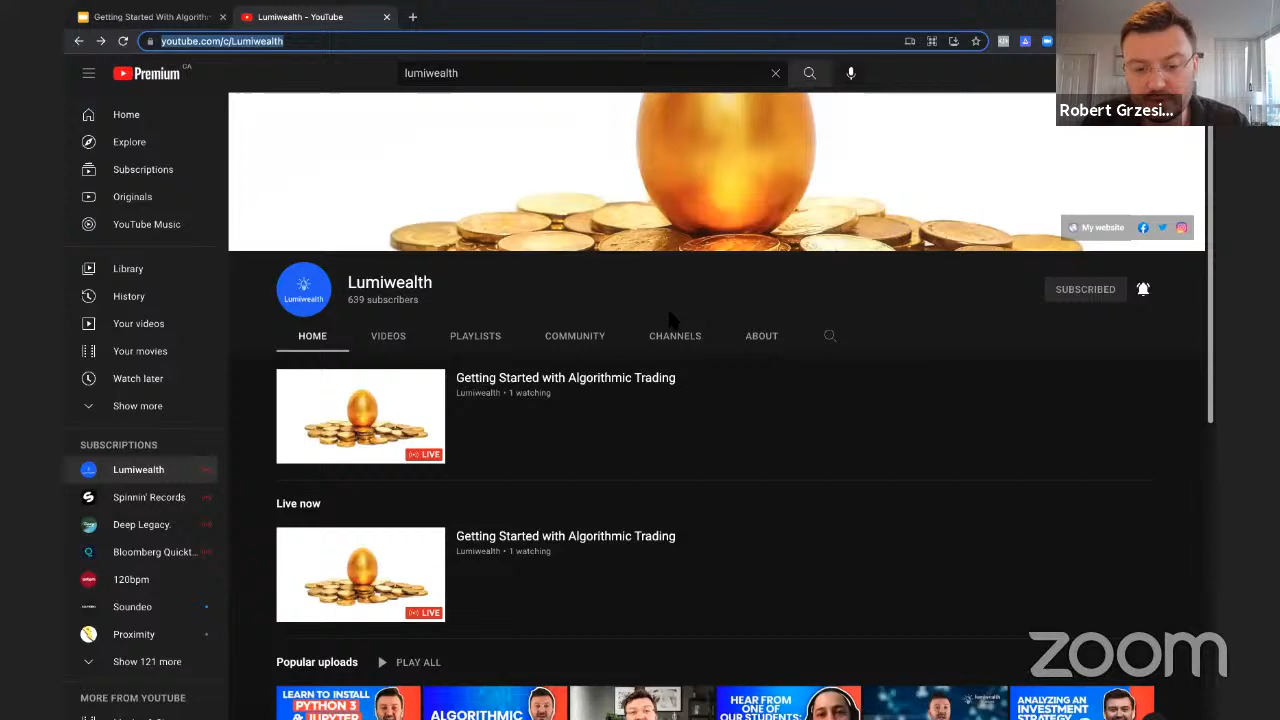 Getting Started With Algorithm
Lumiwealth - YouTube
youtube.com/c/Lumiwealth
Robert Grzesi...
Premium CA
lumiwealth
Home
Explore
Subscriptions
Originals
YouTube Music
Library
History
Your videos
Your movies
Watch later
Show more
SUBSCRIPTIONS
Lumiwealth
Spinnin' Records
Deep Legacy.
Bloomberg Quickt...
120bpm
Soundeo
Proximity
Show 121 more
MORE FROM YOUTUBE
My website
Lumiwealth
Lumiwealth
639 subscribers
SUBSCRIBED
HOME
VIDEOS
PLAYLISTS
COMMUNITY
CHANNELS
ABOUT
Getting Started with Algorithmic Trading
Lumiwealth • 1 watching
LIVE
Live now
Getting Started with Algorithmic Trading
Lumiwealth • 1 watching
LIVE
Popular uploads
PLAY ALL
LEARN TO INSTALL
PYTHON 3
& JUPYTER
ALGORITHMIC
HEAR FROM
ONE OF
OUR STUDENTS:
lumiwealth
ANALYZING AN
INVESTMENT
STRATEGY
zoom